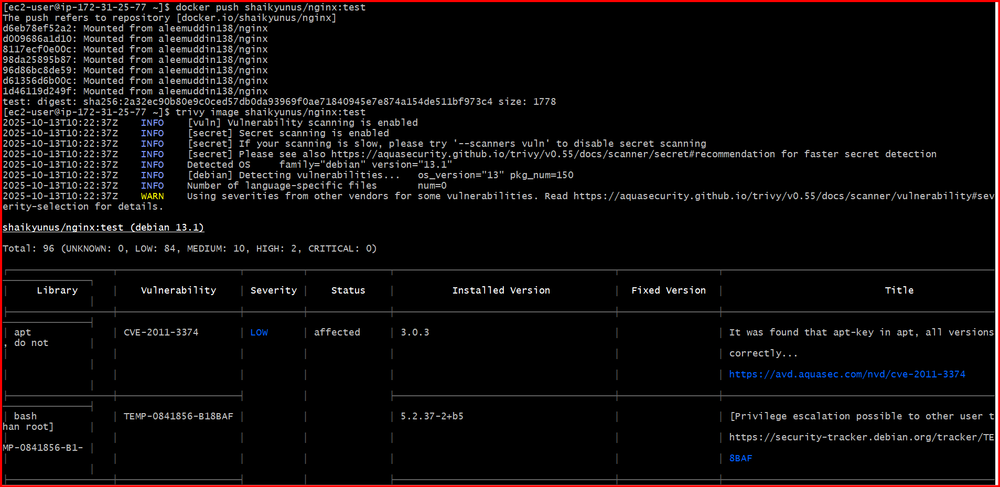 [ec2-user@ip-172-31-25-77 ~]$ docker push shaikyunus/nginx:test
The push refers to repository [docker.io/shaikyunus/nginx]
d6eb78ef52a2: Mounted from aleemuddin138/nginx
d009686a1d10: Mounted from aleemuddin138/nginx
8117ecf0e00c: Mounted from aleemuddin138/nginx
98da25895b87: Mounted from aleemuddin138/nginx
96d86bc8de59: Mounted from aleemuddin138/nginx
d61356d6b00c: Mounted from aleemuddin138/nginx
1d46119d249f: Mounted from aleemuddin138/nginx
test: digest: sha256:2a32ec90b80e9c0ced57db0da93969f0ae71840945e7e874a154de511bf973c4 size: 1778
[ec2-user@ip-172-31-25-77 ~]$ trivy image shaikyunus/nginx:test
2025-10-13T10:22:37Z INFO [vuln] Vulnerability scanning is enabled
2025-10-13T10:22:37Z INFO [secret] Secret scanning is enabled
2025-10-13T10:22:37Z INFO [secret] If your scanning is slow, please try '--scanners vuln' to disable secret scanning
2025-10-13T10:22:37Z INFO [secret] Please see also https://aquasecurity.github.io/trivy/v0.55/docs/scanner/secret#recommendation for faster secret detection
2025-10-13T10:22:37Z INFO Detected OS family="debian" version="13.1"
2025-10-13T10:22:37Z INFO [debian] Detecting vulnerabilities... os_version="13" pkg_num=150
2025-10-13T10:22:37Z INFO Number of language-specific files num=0
2025-10-13T10:22:37Z WARN Using severities from other vendors for some vulnerabilities. Read https://aquasecurity.github.io/trivy/v0.55/docs/scanner/vulnerability#sev
erity-selection for details.
shaikyunus/nginx:test (debian 13.1)
Total: 96 (UNKNOWN: 0, LOW: 84, MEDIUM: 10, HIGH: 2, CRITICAL: 0)
Library Vulnerability Severity Status Installed Version Fixed Version Title
apt CVE-2011-3374 LOW affected 3.0.3 It was found that apt-key in apt, all versions
, do not
correctly...
https://avd.aquasec.com/nvd/cve-2011-3374
bash TEMP-0841856-B18BAF 5.2.37-2+b5 [Privilege escalation possible to other user t
han root]
https://security-tracker.debian.org/tracker/TE
MP-0841856-B1-
8BAF